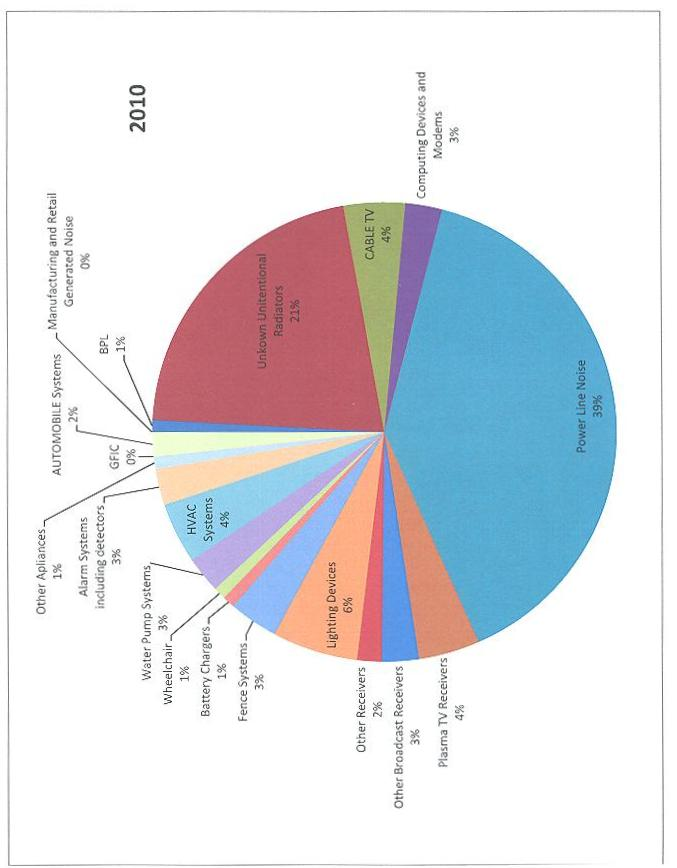 2010
Manufacturing and Retail
Generated Noise
0%
BPL
1%
Unkown Unitentional
Radiators
21%
CABLE TV
4%
Computing Devices and
Modems
3%
Power Line Noise
39%
Plasma TV Receivers
4%
Other Broadcast Receivers
3%
Other Receivers
2%
Lighting Devices
6%
Fence Systems
3%
Battery Chargers
1%
Wheelchair
1%
Water Pump Systems
3%
HVAC
Systems
4%
Alarm Systems
including detectors
3%
Other Apliances
1%
GFIC
0%
AUTOMOBILE Systems
2%